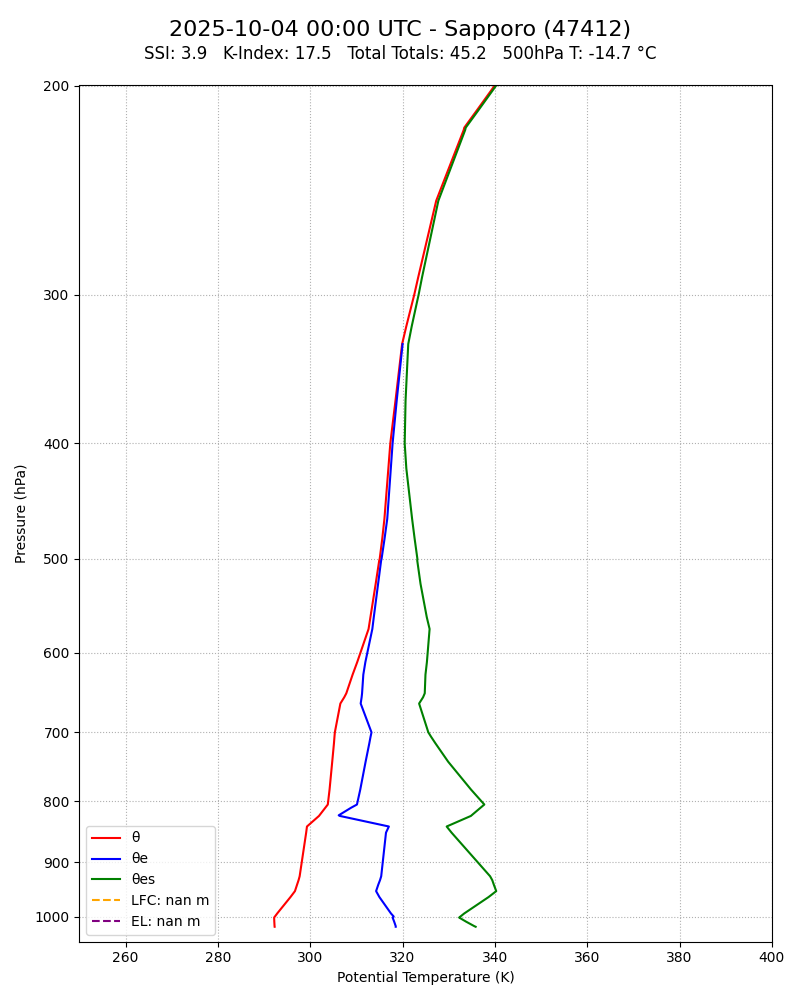 2025-10-04 00:00 UTC - Sapporo (47412)
SSI: 3.9   K-Index: 17.5   Total Totals: 45.2   500hPa T: -14.7 °C
200
300
400
500
600
700
800
900
1000
Pressure (hPa)
θ
θe
θes
LFC: nan m
EL: nan m
260 280 300 320 340 360 380 400
Potential Temperature (K)